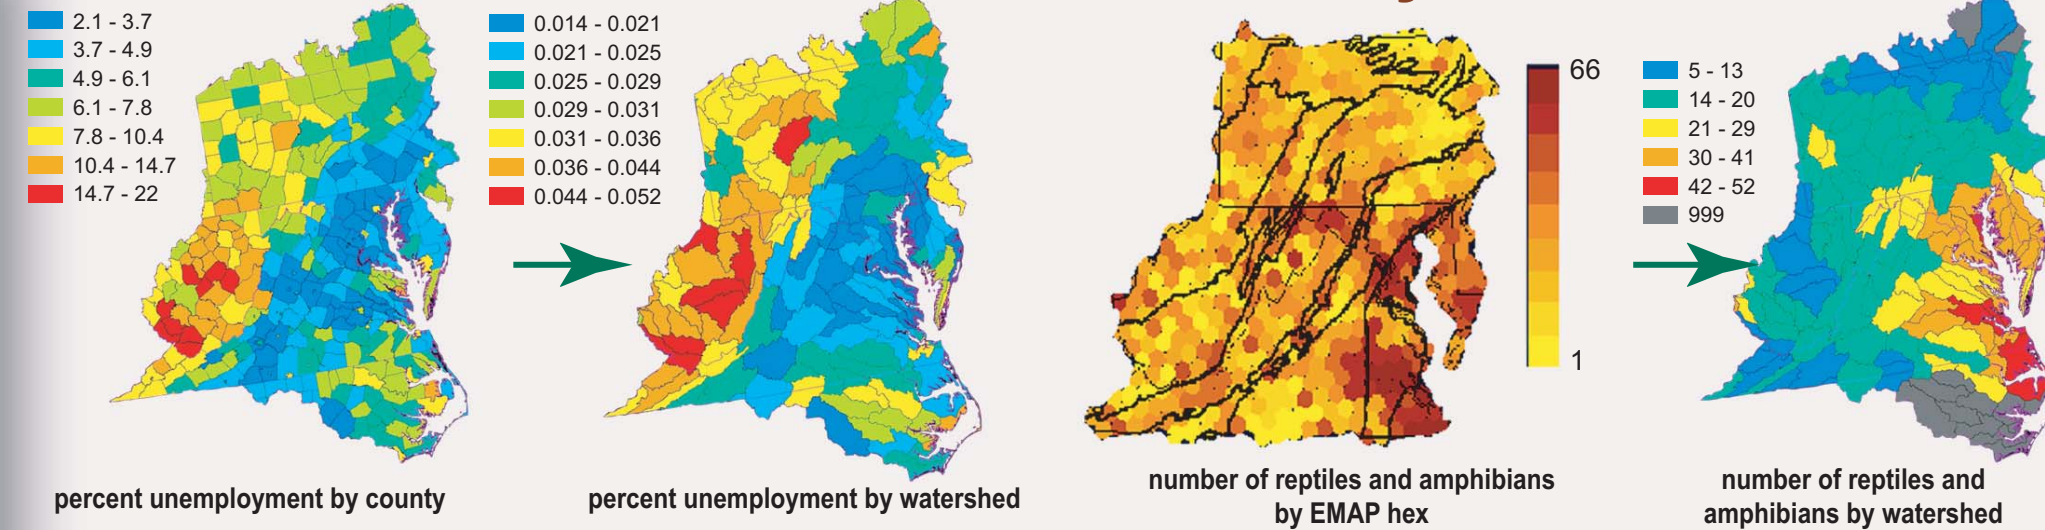 2.1 - 3.7
3.7 - 4.9
4.9 - 6.1
6.1 - 7.8
7.8 - 10.4
10.4 - 14.7
14.7 - 22
percent unemployment by county
0.014 - 0.021
0.021 - 0.025
0.025 - 0.029
0.029 - 0.031
0.031 - 0.036
0.036 - 0.044
0.044 - 0.052
percent unemployment by watershed
66
1
number of reptiles and amphibians
by EMAP hex
5 - 13
14 - 20
21 - 29
30 - 41
42 - 52
999
number of reptiles and
amphibians by watershed